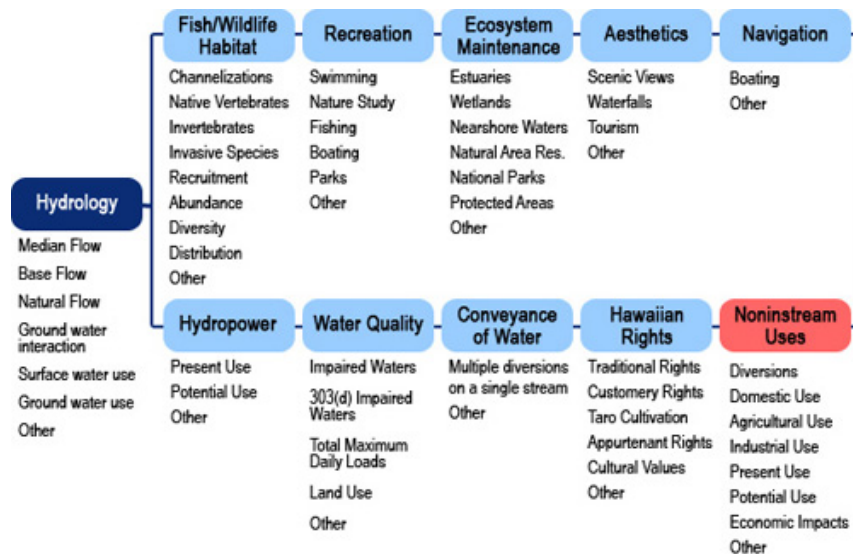 Hydrology
Median Flow
Base Flow
Natural Flow
Ground water
interaction
Surface water use
Ground water use
Other
Fish/Wildlife
Habitat
Channelizations
Native Vertebrates
Invertebrates
Invasive Species
Recruitment
Abundance
Diversity
Distribution
Other
Recreation
Swimming
Nature Study
Fishing
Boating
Parks
Other
Ecosystem
Maintenance
Estuaries
Wetlands
Nearshore Waters
Natural Area Res.
National Parks
Protected Areas
Other
Aesthetics
Scenic Views
Waterfalls
Tourism
Other
Navigation
Boating
Other
Hydropower
Present Use
Potential Use
Other
Water Quality
Impaired Waters
303(d) Impaired
Waters
Total Maximum
Daily Loads
Land Use
Other
Conveyance
of Water
Multiple diversions
on a single stream
Other
Hawaiian
Rights
Traditional Rights
Customery Rights
Taro Cultivation
Appurtenant Rights
Cultural Values
Other
Noninstream
Uses
Diversions
Domestic Use
Agricultural Use
Industrial Use
Present Use
Potential Use
Economic Impacts
Other